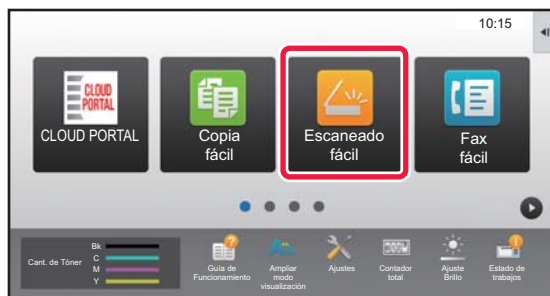 10:15
CLOUD
PORTAL
CLOUD PORTAL
Copia
fácil
Escaneado
fácil
Fax
fácil
Cant. de Tóner
Bk
C
M
Y
Guía de
Funcionamiento
Ampliar
modo
visualización
Ajustes
Contador
total
Ajuste
Brillo
Estado de
trabajos